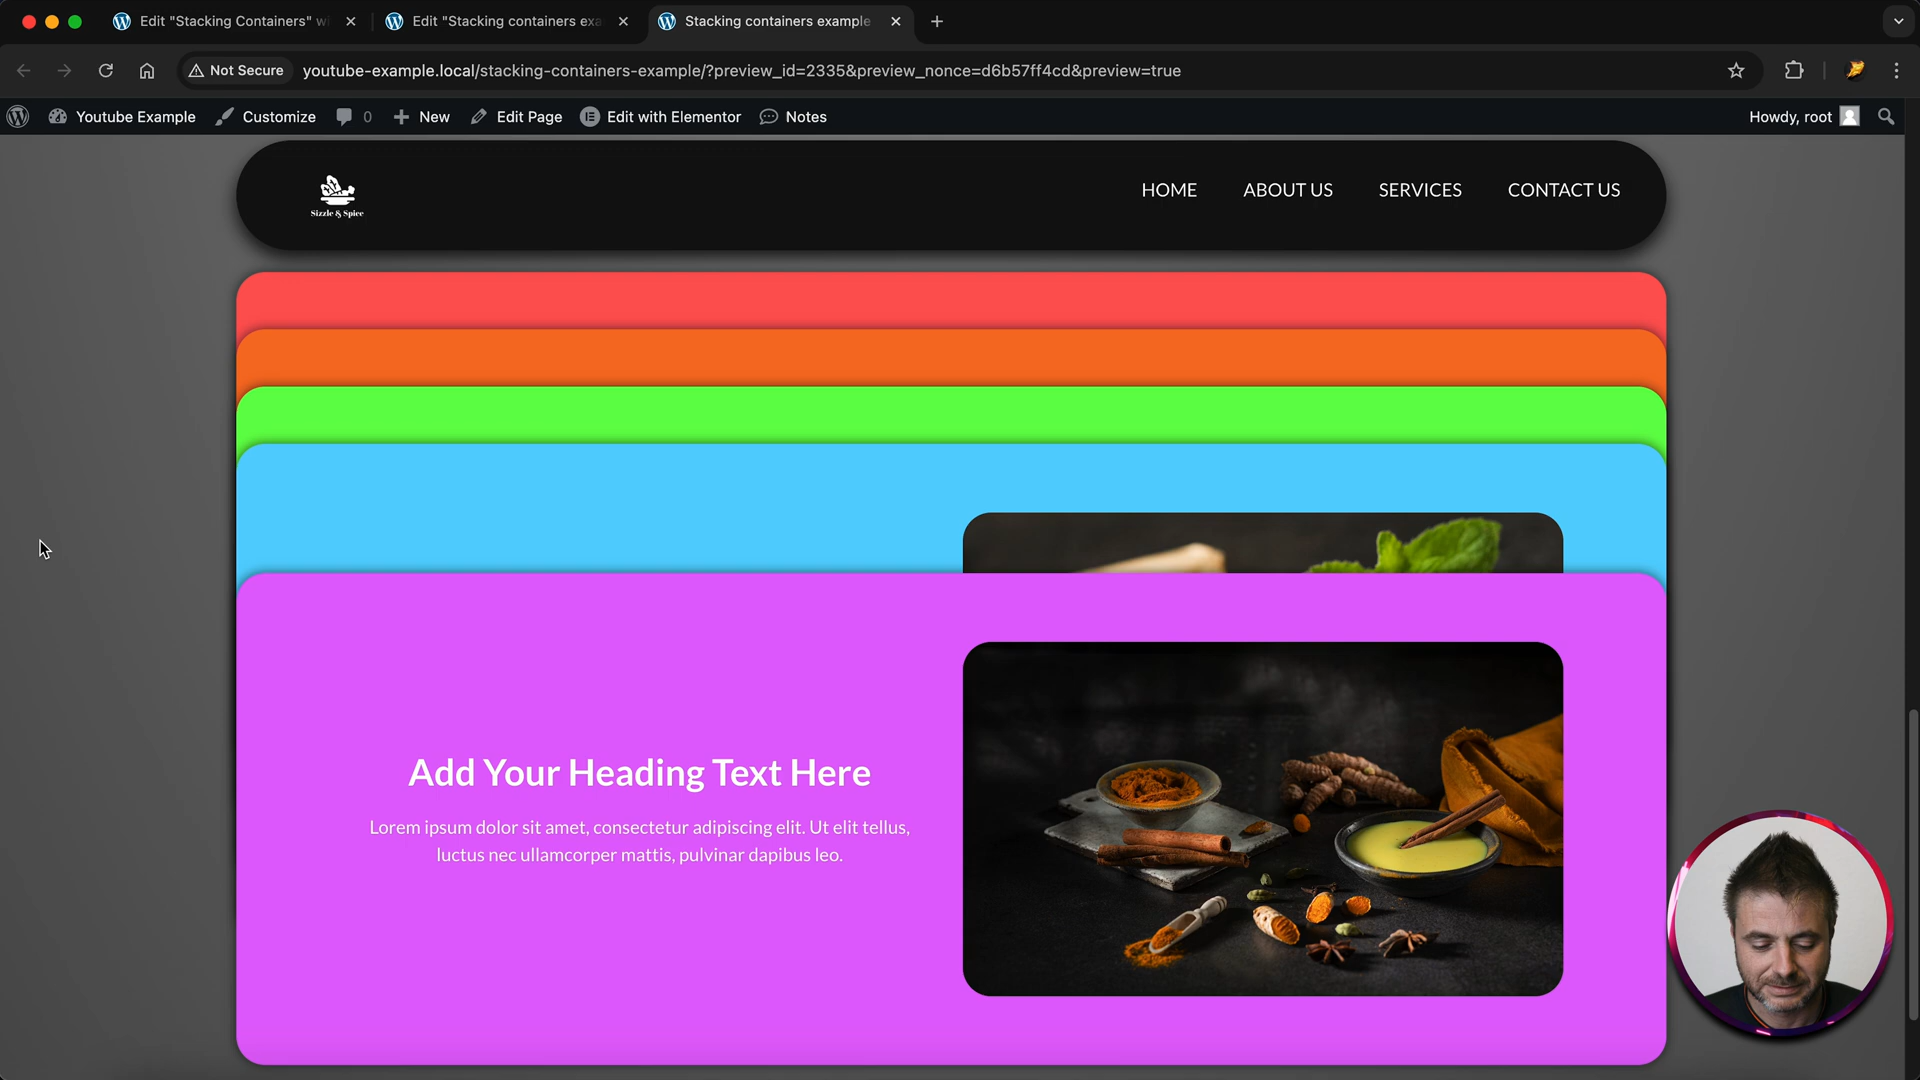 Edit "Stacking Containers" wi
Edit "Stacking containers exa
Stacking containers example
Not Secure
youtube-example.local/stacking-containers-example/?preview_id=2335&preview_nonce=d6b57ff4cd&preview=true
Youtube Example
Customize
0
New
Edit Page
Edit with Elementor
Notes
Howdy, root
Sizzle & Spice
HOME
ABOUT US
SERVICES
CONTACT US
Add Your Heading Text Here
Lorem ipsum dolor sit amet, consectetur adipiscing elit. Ut elit tellus,
luctus nec ullamcorper mattis, pulvinar dapibus leo.